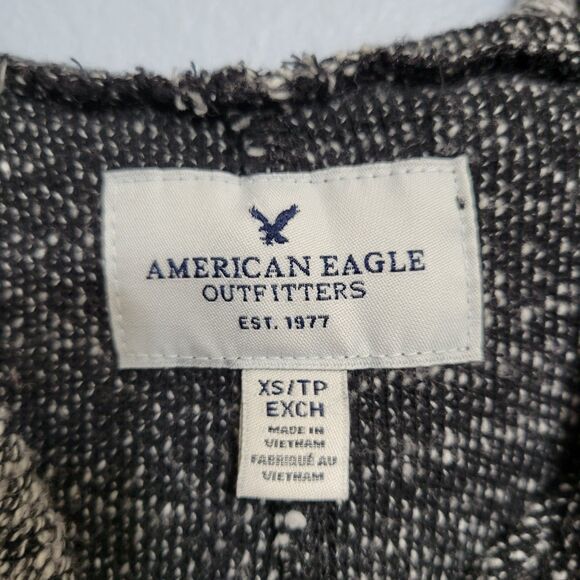 AMERICAN EAGLE
OUTFITTERS
EST. 1977
XS/TP
EXCH
MADE IN
VIETNAM
FABRIQUÉ AU
VIETNAM